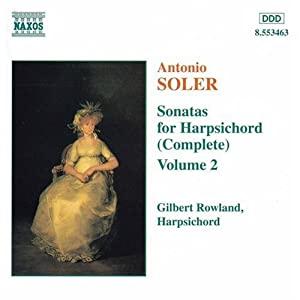 NAXOS
DDD
8.553463
Antonio
SOLER
Sonatas
for Harpsichord
(Complete)
Volume 2
Gilbert Rowland,
Harpsichord